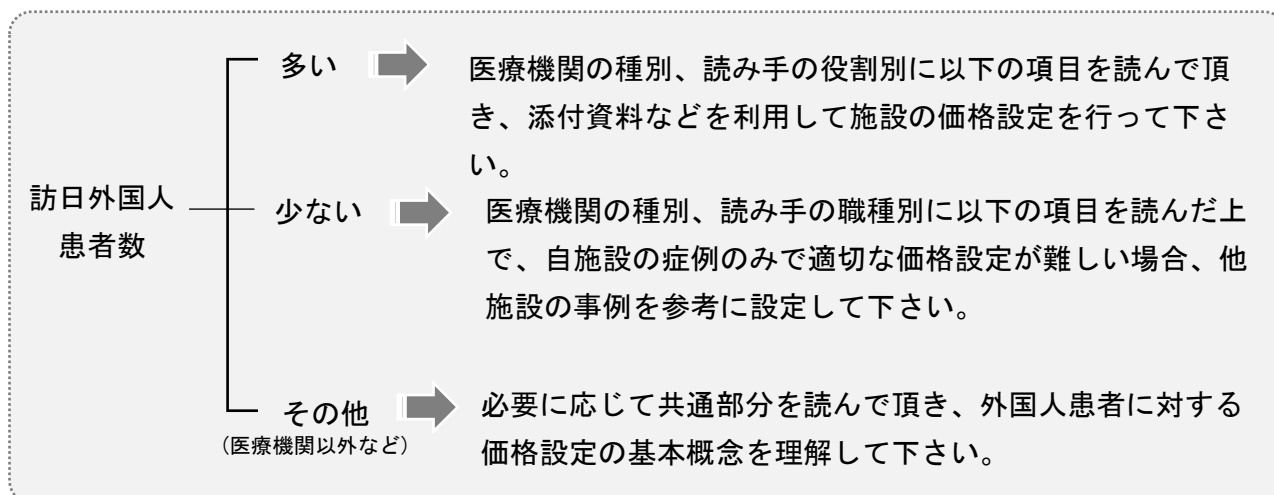 訪日外国人
患者数
多い
医療機関の種別、読み手の役割別に以下の項目を読んで頂
き、添付資料などを利用して施設の価格設定を行って下さ
い。
少ない
医療機関の種別、読み手の職種別に以下の項目を読んだ上
で、自施設の症例のみで適切な価格設定が難しい場合、他
施設の事例を参考に設定して下さい。
その他
（医療機関以外など）
必要に応じて共通部分を読んで頂き、外国人患者に対する
価格設定の基本概念を理解して下さい。